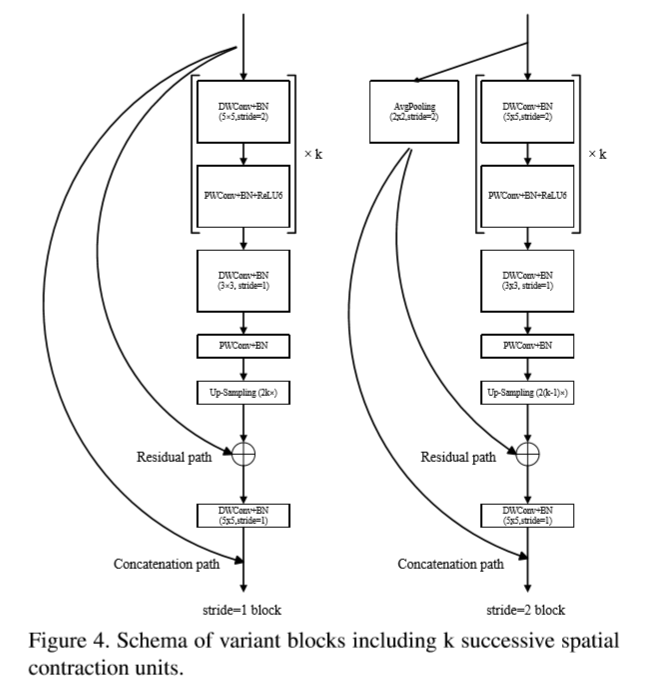 DWConv+BN
(5×5,stride=2)
× k
PWConv+BN+ReLU6
DWConv+BN
(3×3, stride=1)
PWConv+BN
Up-Sampling (2k×)
Residual path
DWConv+BN
(5x5,stride=1)
Concatenation path
stride=1 block
AvgPooling
(2x2,stride=2)
DWConv+BN
(5x5,stride=2)
× k
PWConv+BN+ReLU6
DWConv+BN
(3x3, stride=1)
PWConv+BN
Up-Sampling (2(k-1)×)
Residual path
DWConv+BN
(5x5,stride=1)
Concatenation path
stride=2 block
Figure 4. Schema of variant blocks including k successive spatial
contraction units.